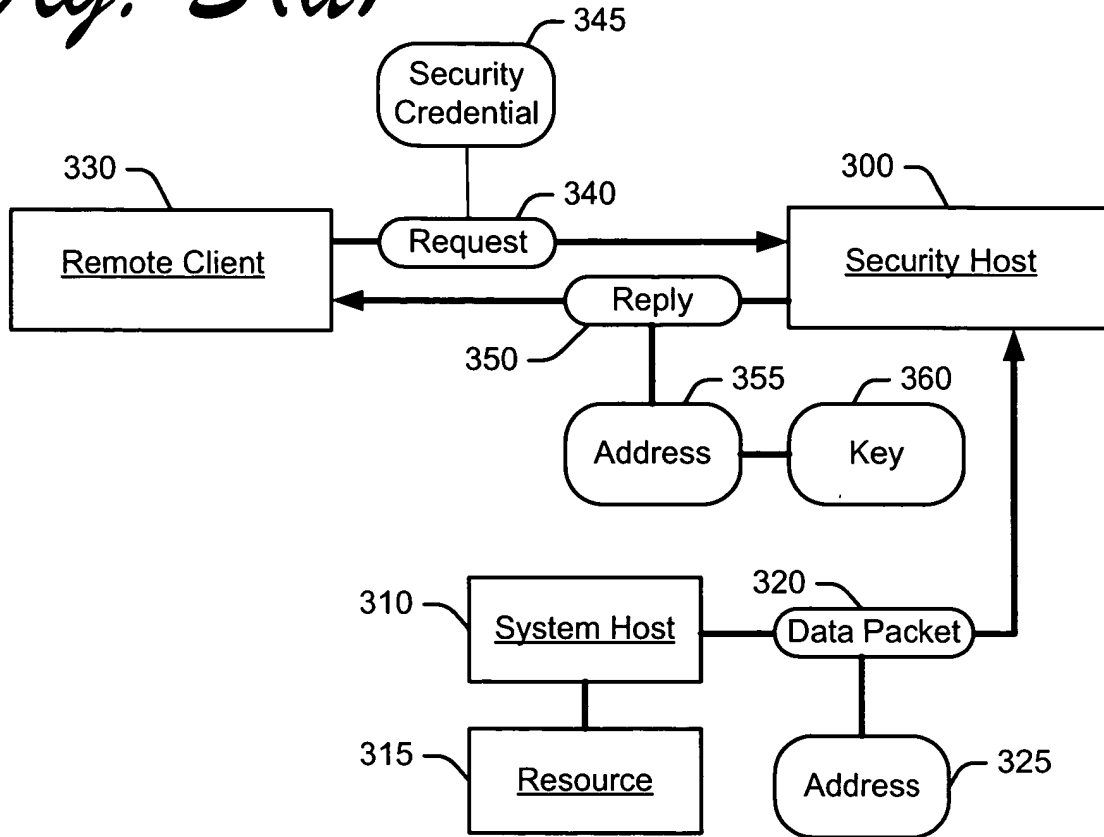 345
Security
Credential
330
340
300
Remote Client
Request
Security Host
Reply
350
355
360
Address
Key
310
320
System Host
Data Packet
315
Resource
Address
325